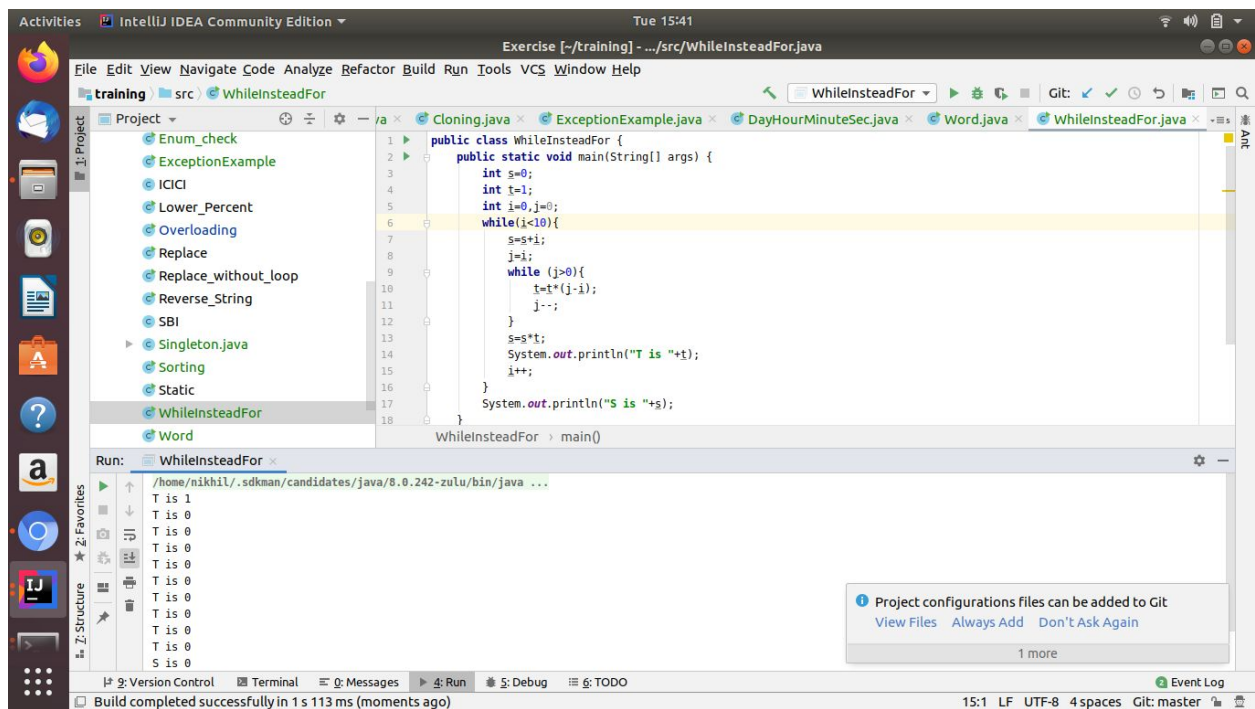 Activities IntelliJ IDEA Community Edition Tue 15:41
Exercise [~/training] - .../src/WhileInsteadFor.java
File Edit View Navigate Code Analyze Refactor Build Run Tools VCS Window Help
training src WhileInsteadFor WhileInsteadFor Git:
1: Project
Project
/a Cloning.java ExceptionExample.java DayHourMinuteSec.java Word.java WhileInsteadFor.java
Ant
Enum_check
ExceptionExample
ICICI
Lower_Percent
Overloading
Replace
Replace_without_loop
Reverse_String
SBI
Singleton.java
Sorting
Static
WhileInsteadFor
Word
1 public class WhileInsteadFor {
2 public static void main(String[] args) {
3 int s=0;
4 int t=1;
5 int i=0,j=0;
6 while(i<10){
7 s=s+i;
8 j=i;
9 while (j>0){
10 t=t*(j-i);
11 j--;
12 }
13 s=s*t;
14 System.out.println("T is "+t);
15 i++;
16 }
17 System.out.println("S is "+s);
18 }
WhileInsteadFor › main()
Run: WhileInsteadFor
/home/nikhil/.sdkman/candidates/java/8.0.242-zulu/bin/java ...
T is 1
T is 0
T is 0
T is 0
T is 0
T is 0
T is 0
T is 0
T is 0
T is 0
S is 0
2: Favorites
Z: Structure
Project configurations files can be added to Git
View Files Always Add Don't Ask Again
1 more
9: Version Control Terminal 0: Messages 4: Run 5: Debug 6: TODO 2 Event Log
Build completed successfully in 1 s 113 ms (moments ago) 15:1 LF UTF-8 4 spaces Git: master